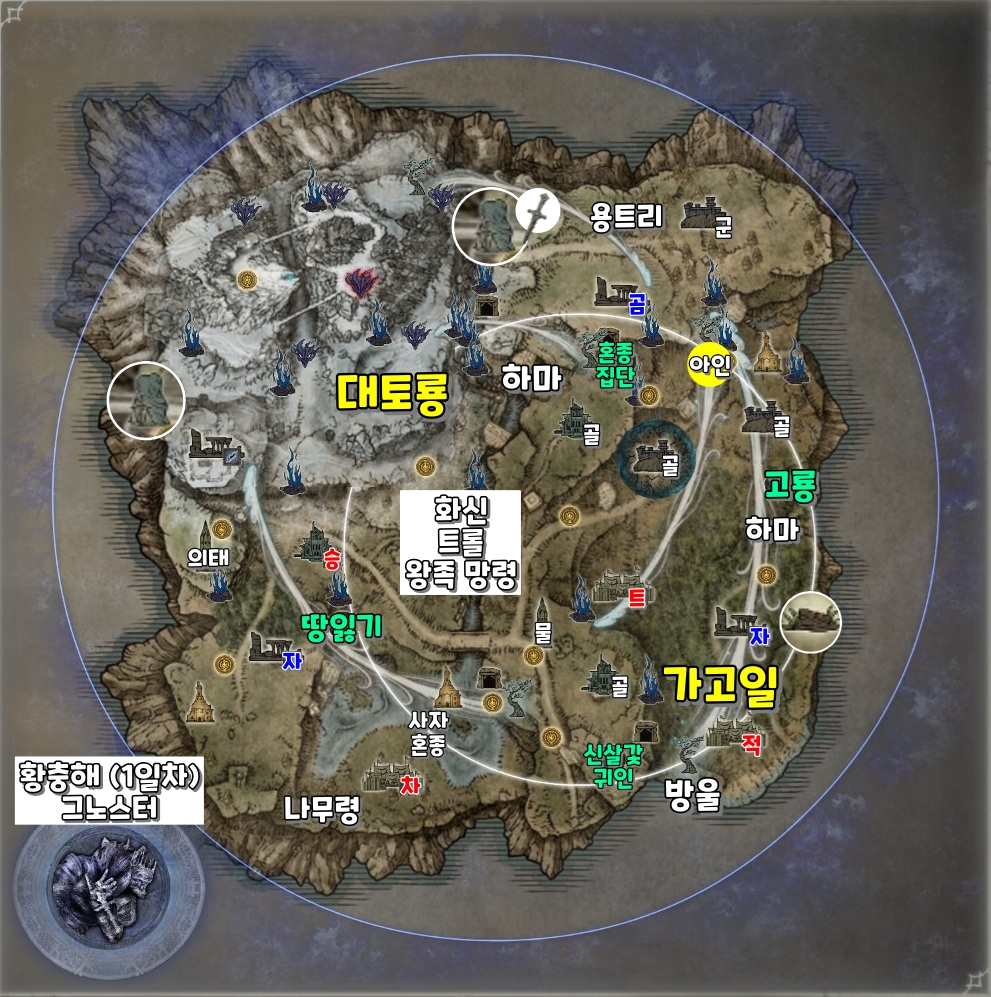 용트리
군
곰
혼종
집단
아인
대토룡
하마
골
골
골
고룡
하마
화신
트롤
왕족 망령
의태
승
트
땅잃기
물
자
자
골
가고일
사자
혼종
적
신살갗
귀인
차
방울
나무령
황충해 (1일차)
그노스터